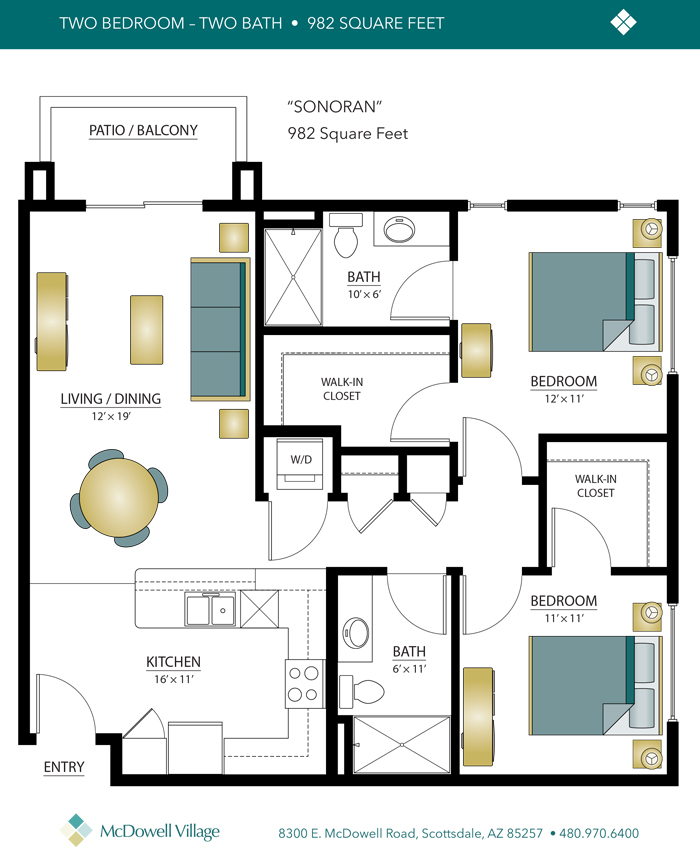 TWO BEDROOM – TWO BATH • 982 SQUARE FEET
“SONORAN”
982 Square Feet
PATIO / BALCONY
BATH
10’ × 6’
LIVING / DINING
12’ × 19’
WALK-IN
CLOSET
BEDROOM
12’ × 11’
W/D
WALK-IN
CLOSET
BEDROOM
11’ × 11’
KITCHEN
16’ × 11’
BATH
6’ × 11’
ENTRY
McDowell Village
8300 E. McDowell Road, Scottsdale, AZ 85257 • 480.970.6400